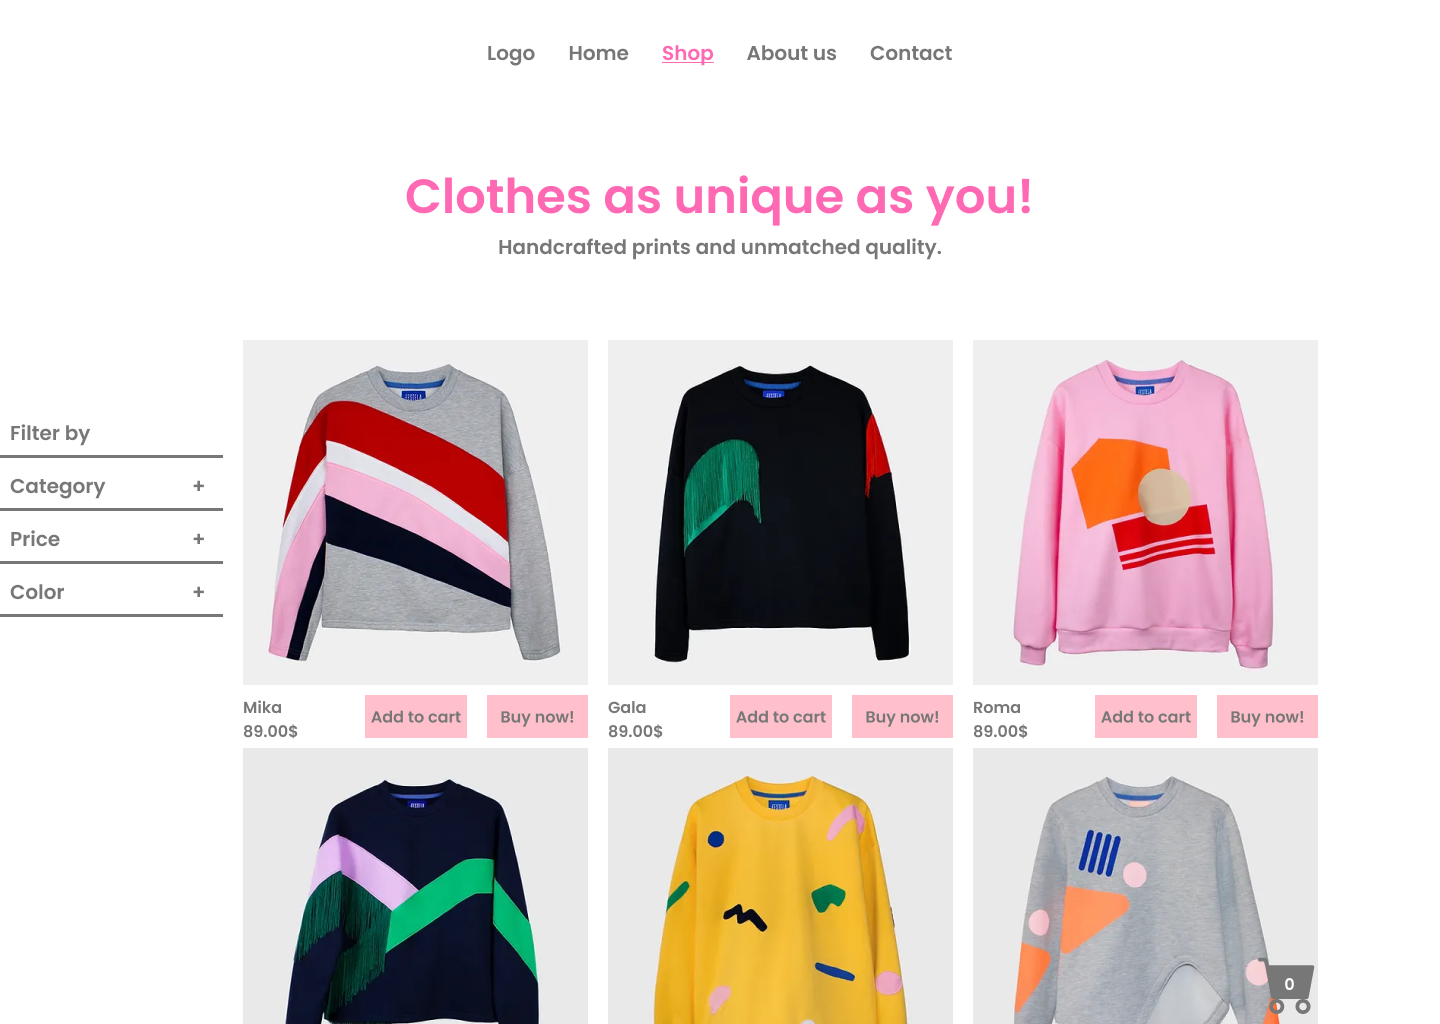 Logo Home Shop About us Contact
Clothes as unique as you!
Handcrafted prints and unmatched quality.
Filter by
Category +
Price +
Color +
Mika
89.00$
Add to cart
Buy now!
Gala
89.00$
Add to cart
Buy now!
Roma
89.00$
Add to cart
Buy now!
0